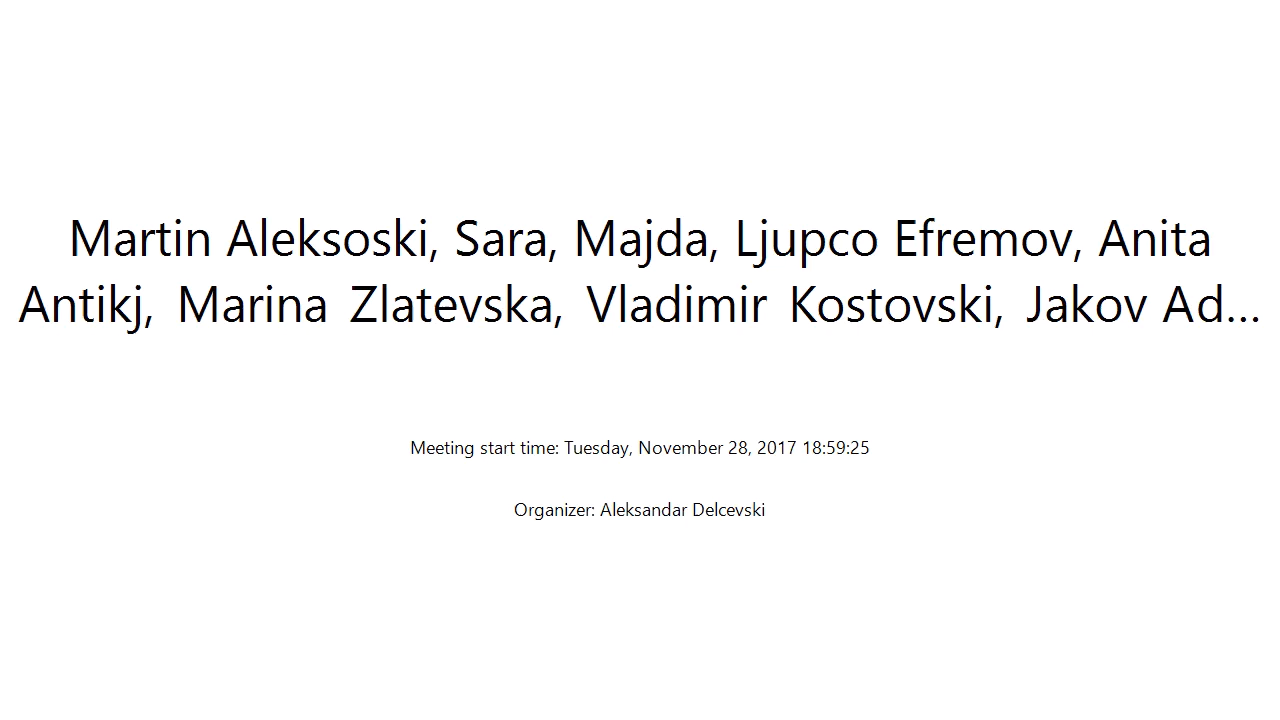 Martin Aleksoski, Sara, Majda, Ljupco Efremov, Anita
Antikj, Marina Zlatevska, Vladimir Kostovski, Jakov Ad...
Meeting start time: Tuesday, November 28, 2017 18:59:25
Organizer: Aleksandar Delcevski